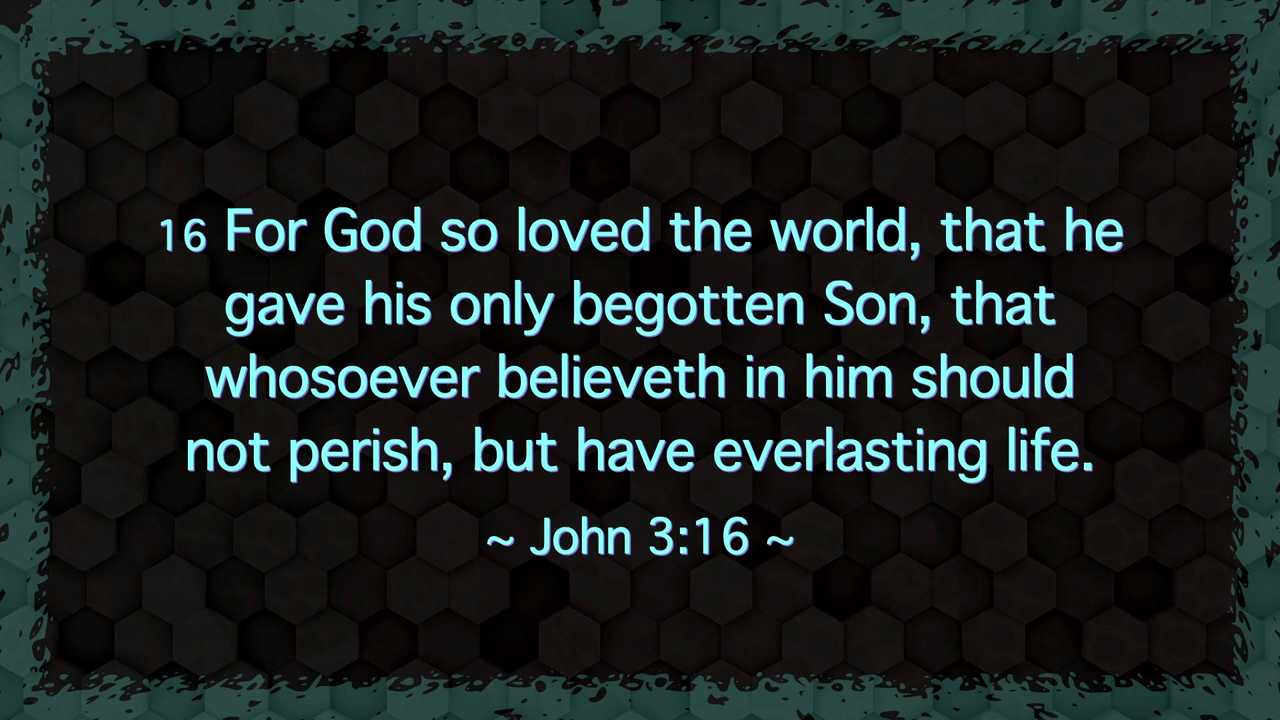 16 For God so loved the world, that he
gave his only begotten Son, that
whosoever believeth in him should
not perish, but have everlasting life.
~ John 3:16 ~